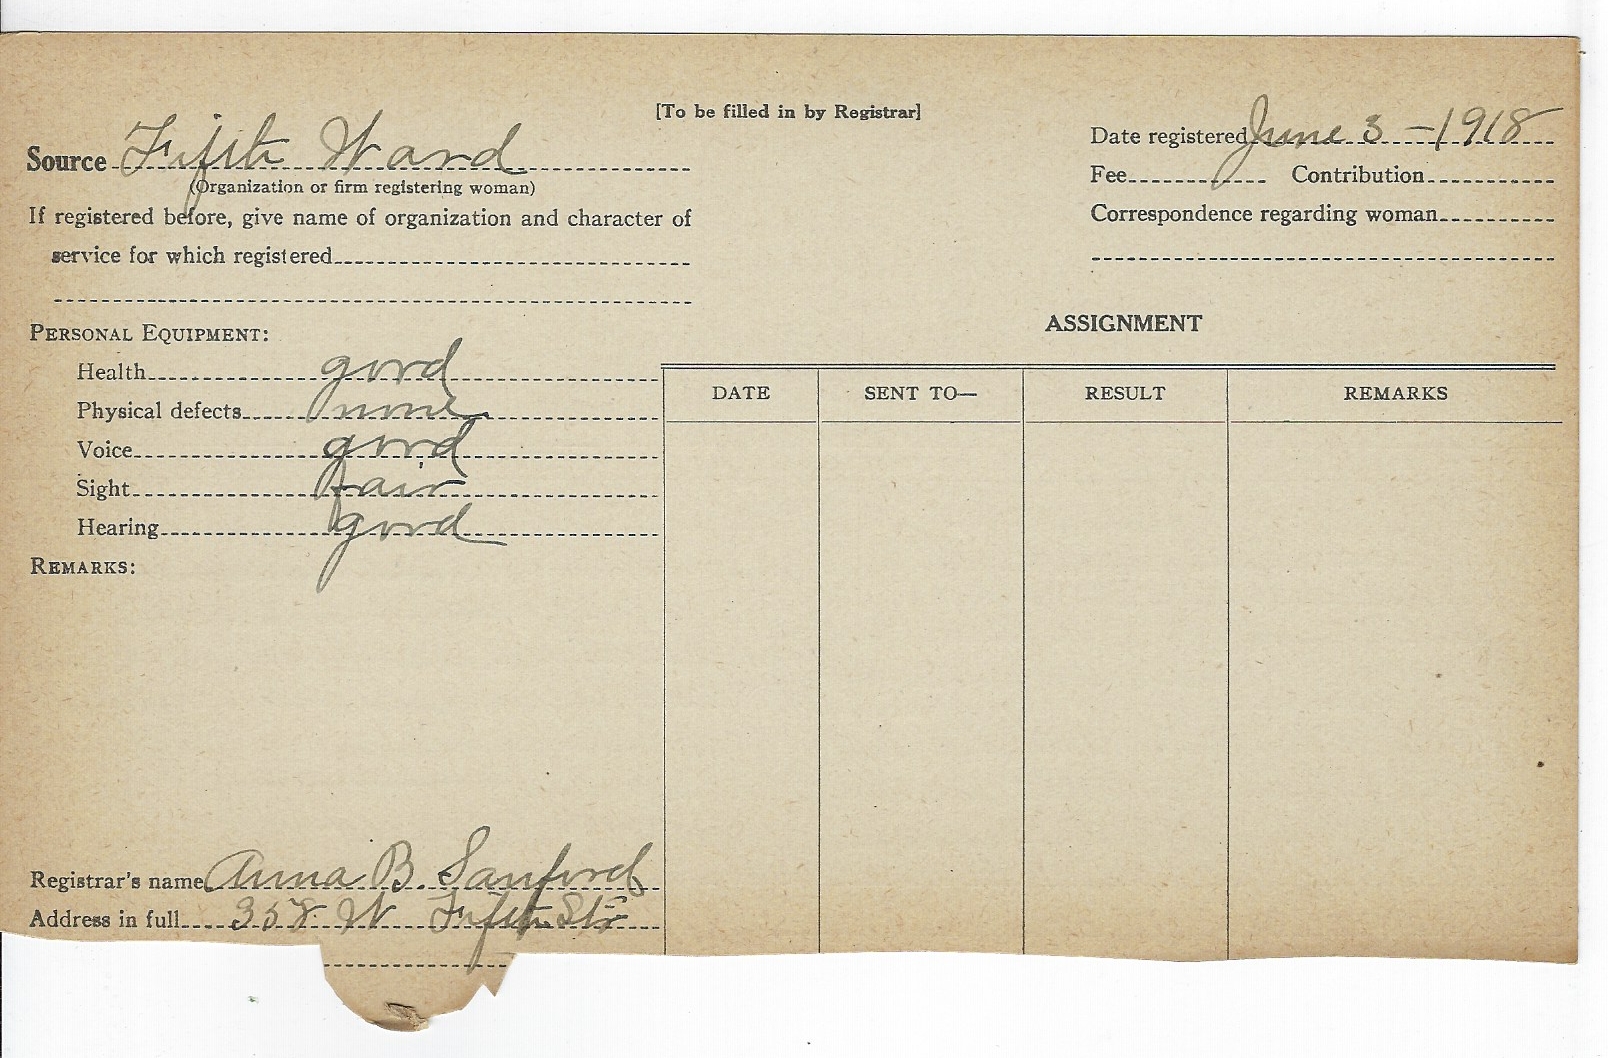 [To be filled in by Registrar]
Source Fifth Ward
(Organization or firm registering woman)
If registered before, give name of organization and character of
service for which registered
Date registered June 3 - 1918
Fee Contribution
Correspondence regarding woman
PERSONAL EQUIPMENT:
Health good
Physical defects none
Voice good
Sight fair
Hearing good
REMARKS:
ASSIGNMENT
DATE SENT TO— RESULT REMARKS
Registrar's name Anna B. Sanford
Address in full W Fifth Str